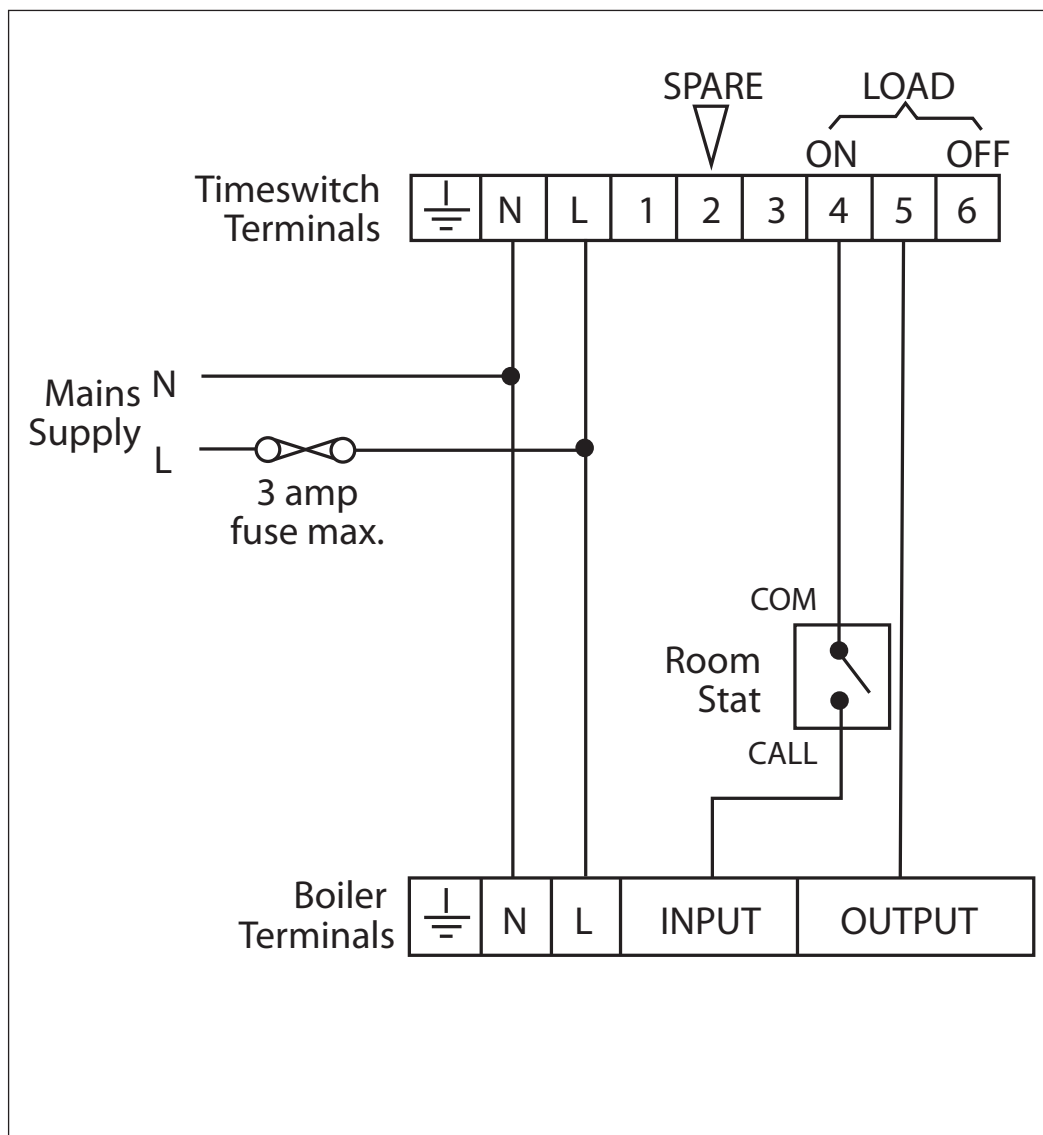 SPARE
LOAD
ON
OFF
Timeswitch
Terminals
N L 1 2 3 4 5 6
Mains
Supply
N
L
3 amp
fuse max.
COM
Room
Stat
CALL
Boiler
Terminals
N L INPUT OUTPUT